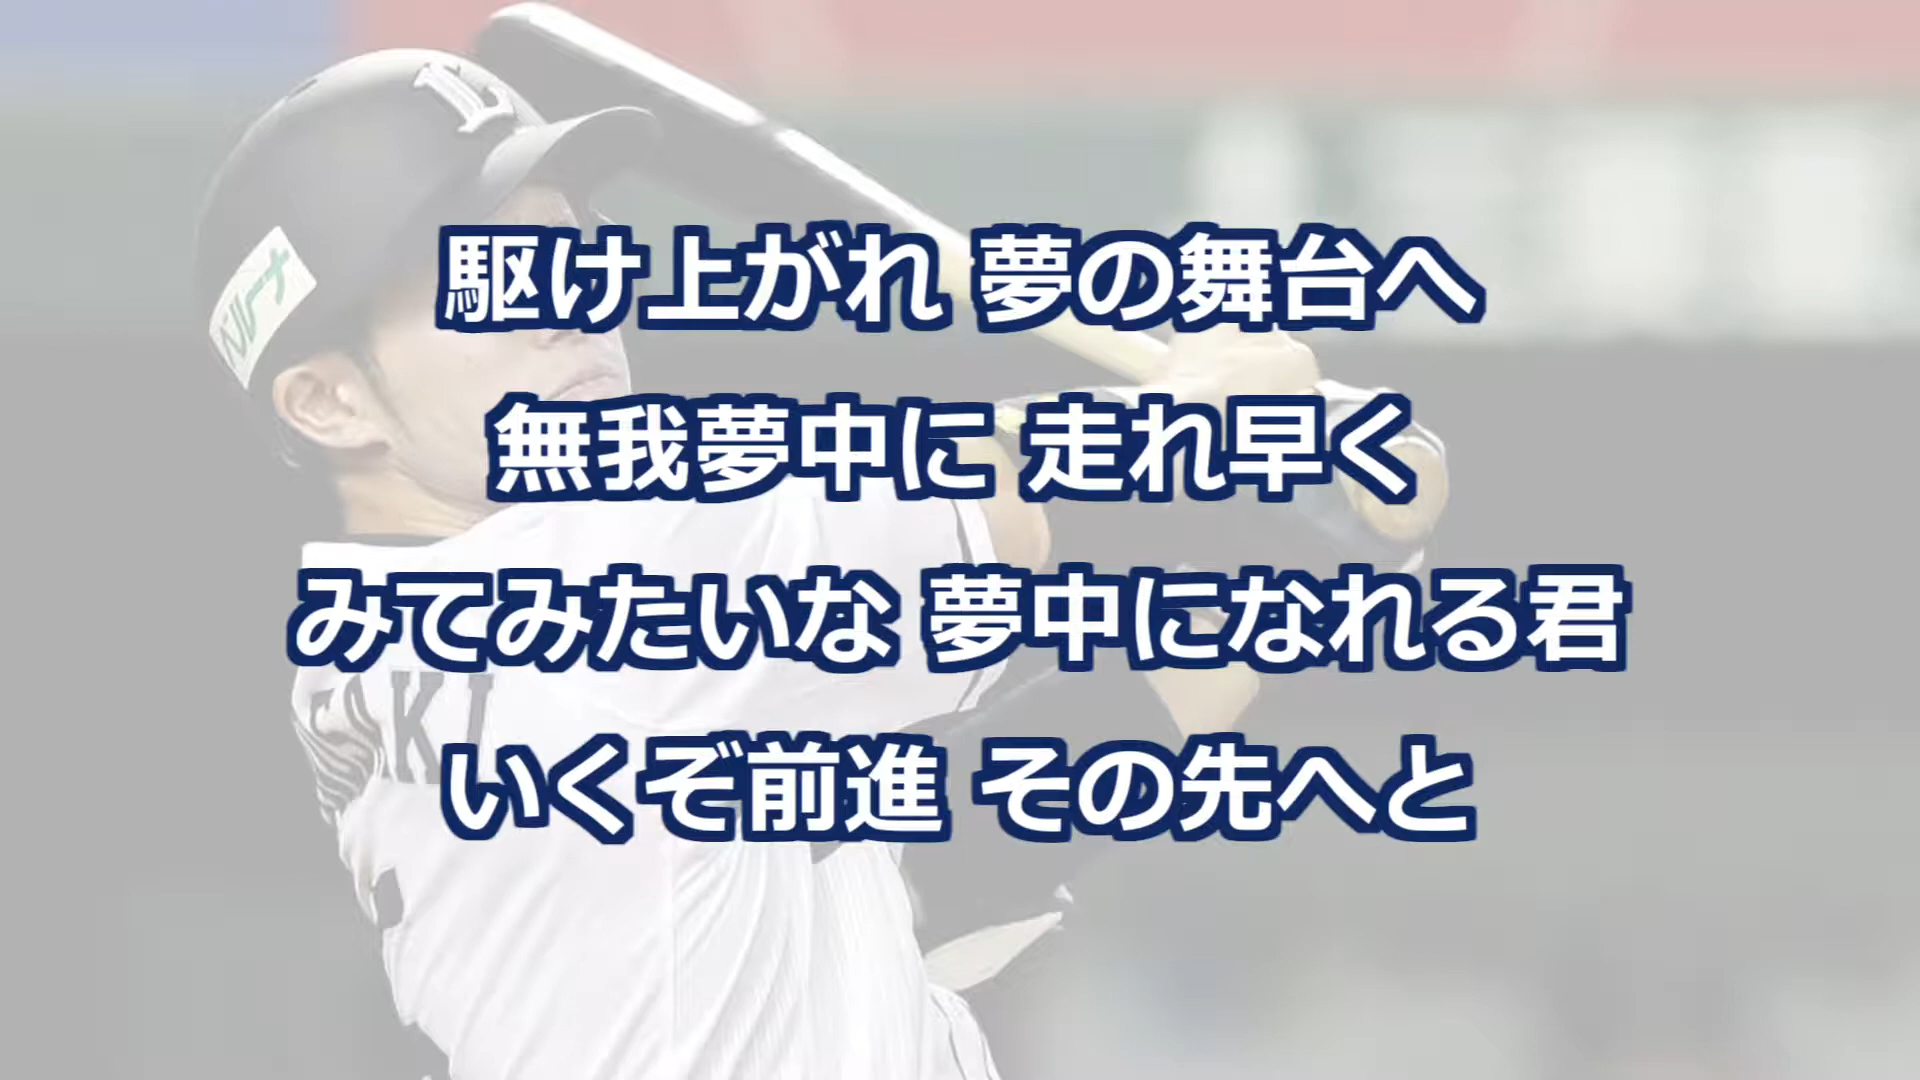 駆け上がれ 夢の舞台へ
無我夢中に 走れ早く
みてみたいな 夢中になれる君
いくぞ前進 その先へと